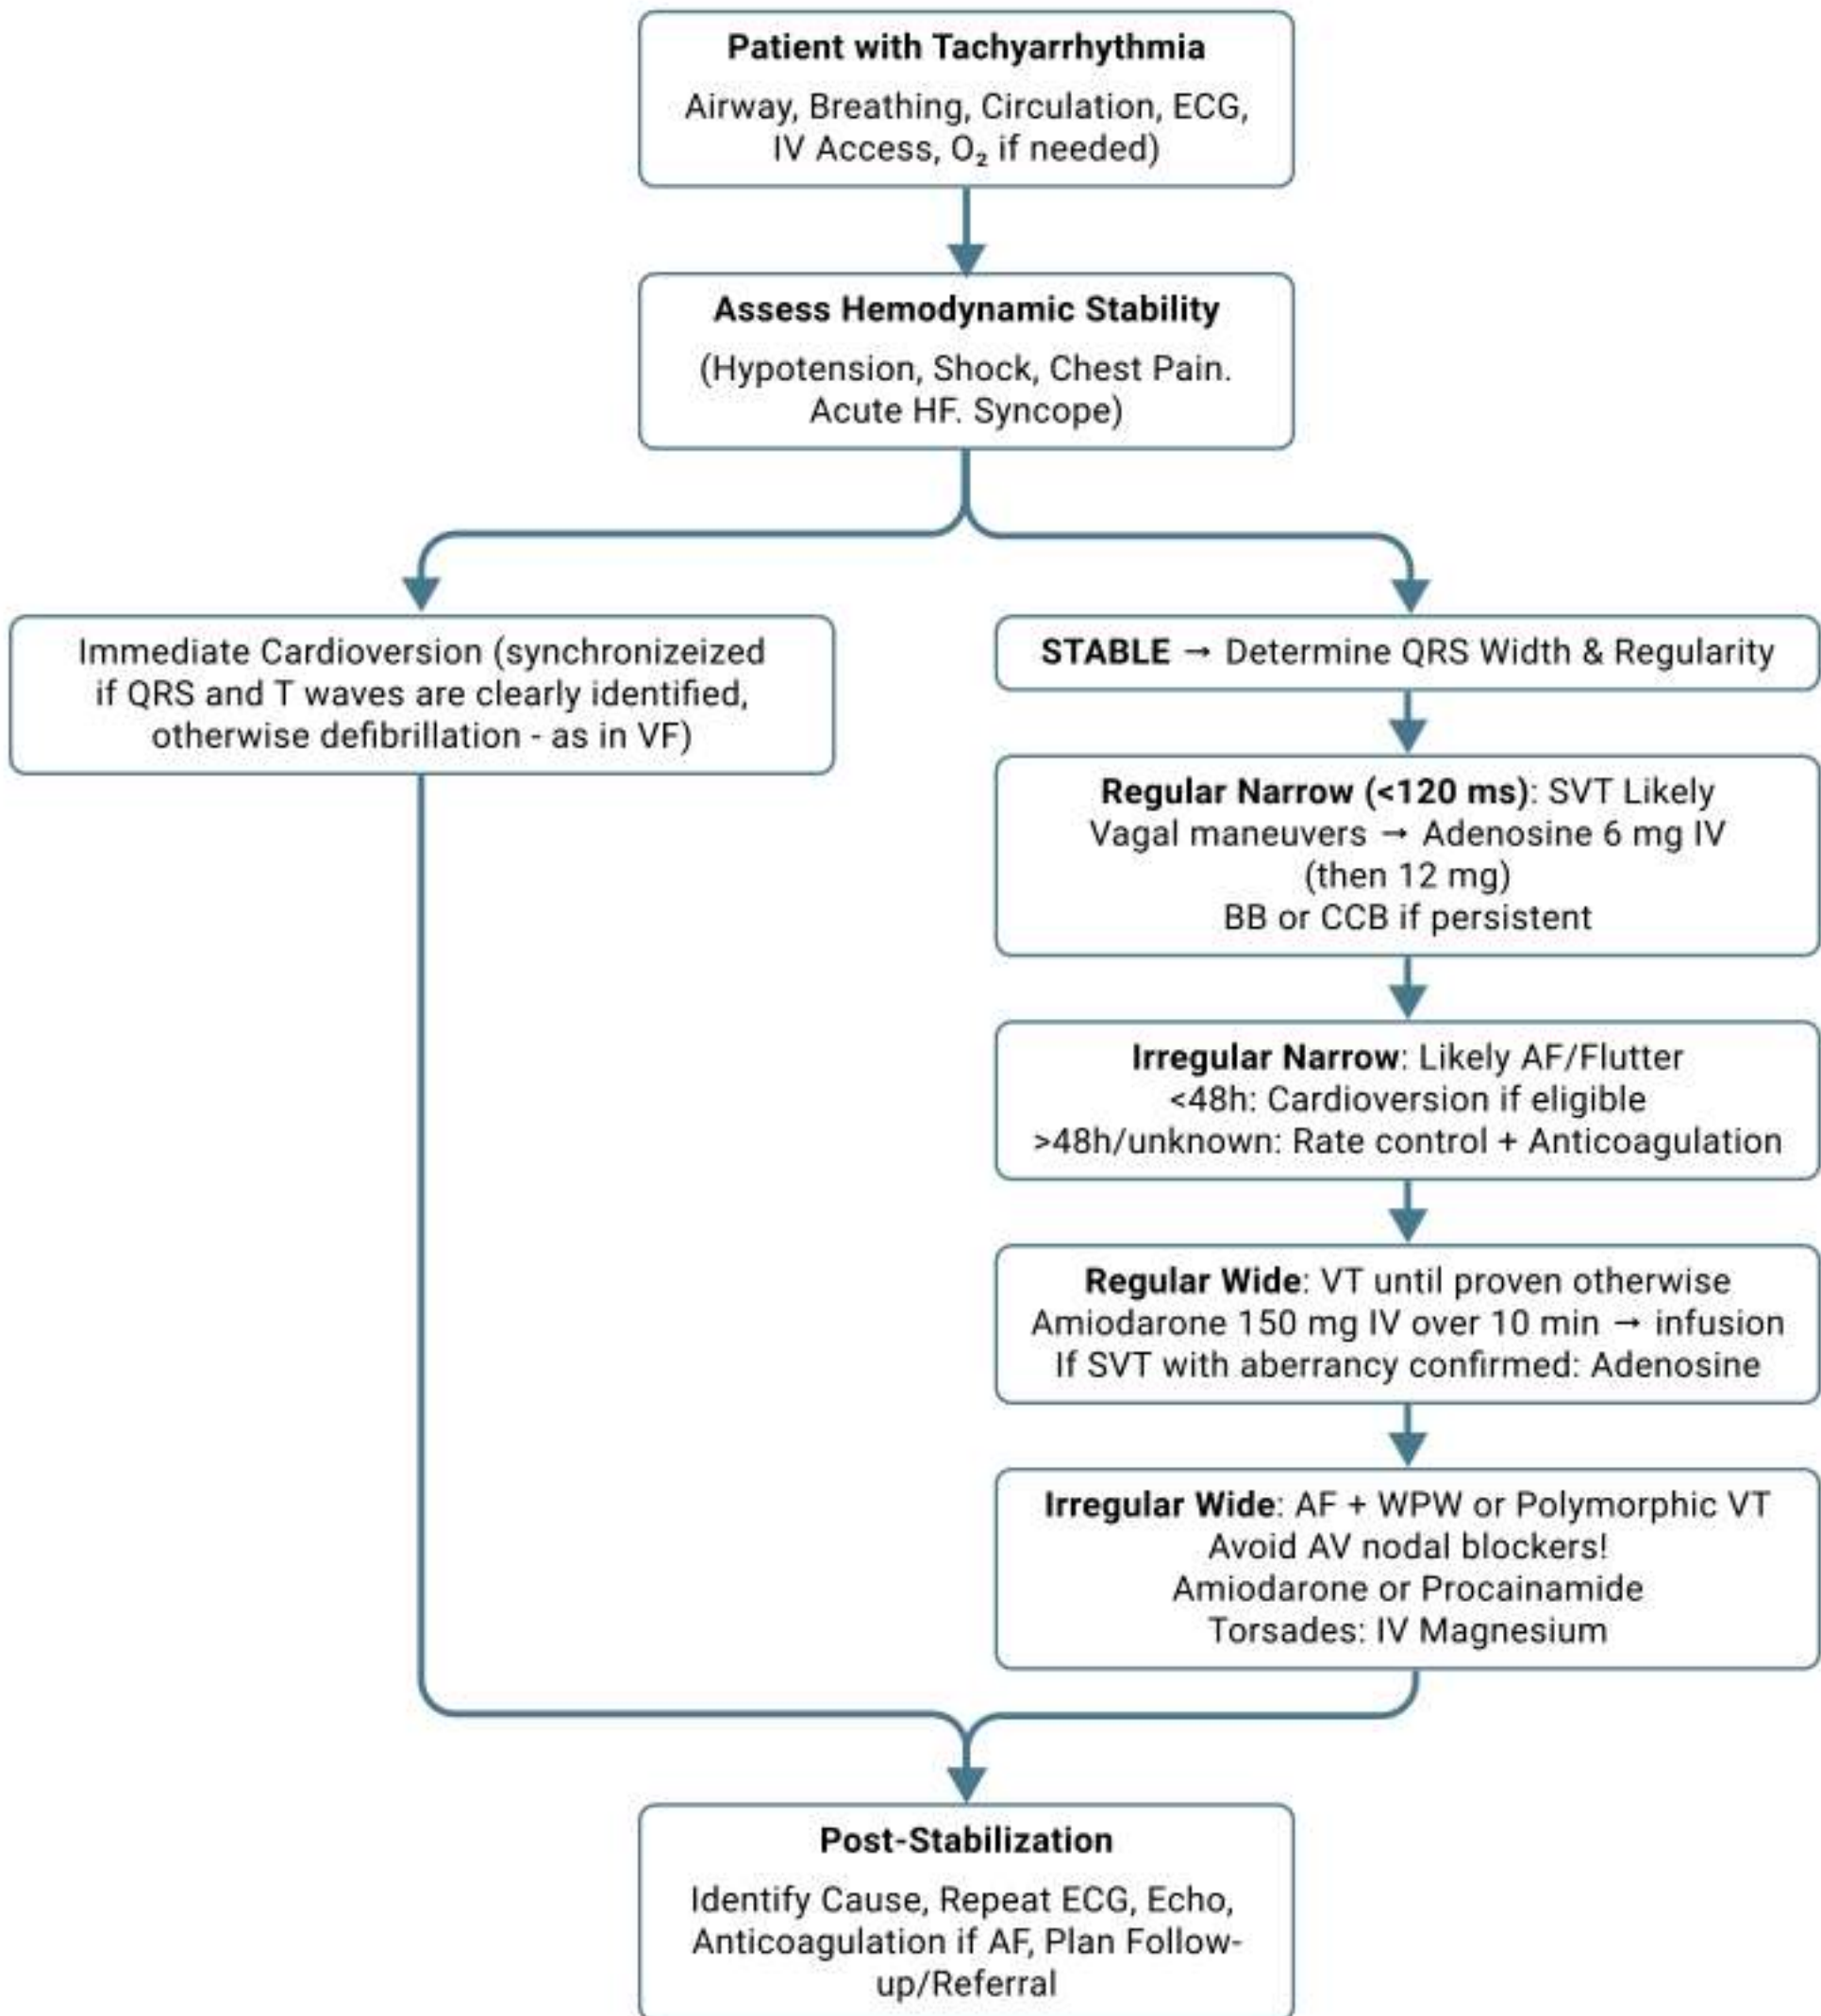 Patient with Tachyarrhythmia
Airway, Breathing, Circulation, ECG,
IV Access, O₂ if needed)
Assess Hemodynamic Stability
(Hypotension, Shock, Chest Pain.
Acute HF. Syncope)
Immediate Cardioversion (synchronizeized
if QRS and T waves are clearly identified,
otherwise defibrillation - as in VF)
STABLE → Determine QRS Width & Regularity
Regular Narrow (<120 ms): SVT Likely
Vagal maneuvers → Adenosine 6 mg IV
(then 12 mg)
BB or CCB if persistent
Irregular Narrow: Likely AF/Flutter
<48h: Cardioversion if eligible
>48h/unknown: Rate control + Anticoagulation
Regular Wide: VT until proven otherwise
Amiodarone 150 mg IV over 10 min → infusion
If SVT with aberrancy confirmed: Adenosine
Irregular Wide: AF + WPW or Polymorphic VT
Avoid AV nodal blockers!
Amiodarone or Procainamide
Torsades: IV Magnesium
Post-Stabilization
Identify Cause, Repeat ECG, Echo,
Anticoagulation if AF, Plan Follow-
up/Referral